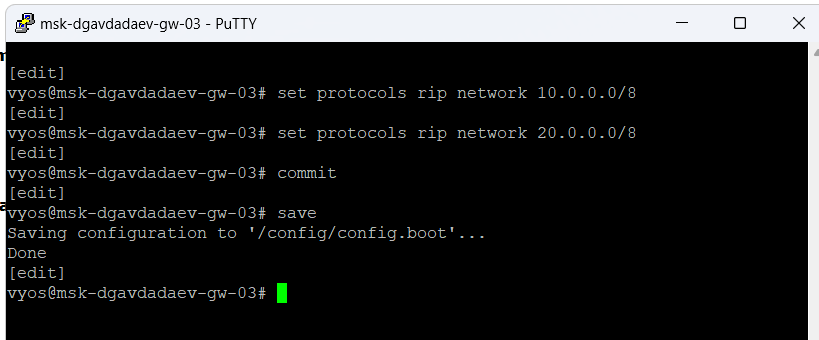 msk-dgavdadaev-gw-03 - PuTTY
[edit]
vyos@msk-dgavdadaev-gw-03# set protocols rip network 10.0.0.0/8
[edit]
vyos@msk-dgavdadaev-gw-03# set protocols rip network 20.0.0.0/8
[edit]
vyos@msk-dgavdadaev-gw-03# commit
[edit]
vyos@msk-dgavdadaev-gw-03# save
Saving configuration to '/config/config.boot'...
Done
[edit]
vyos@msk-dgavdadaev-gw-03#